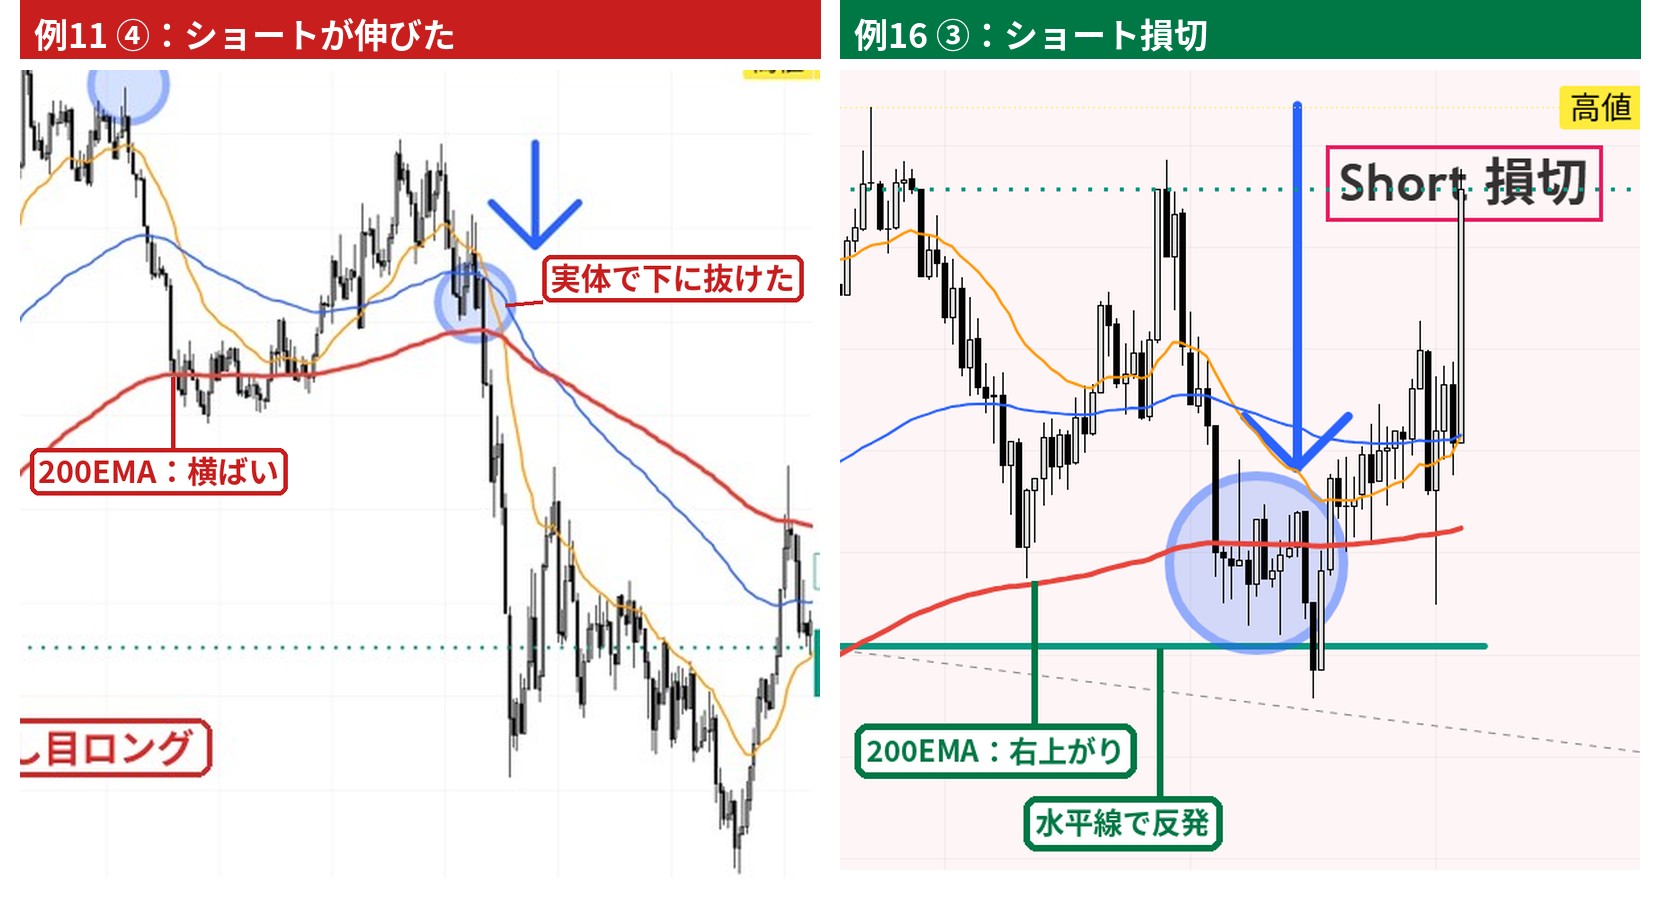 例11 ④：ショートが伸びた
実体で下に抜けた
200EMA：横ばい
し目ロング
例16 ③：ショート損切
高値
Short 損切
200EMA：右上がり
水平線で反発